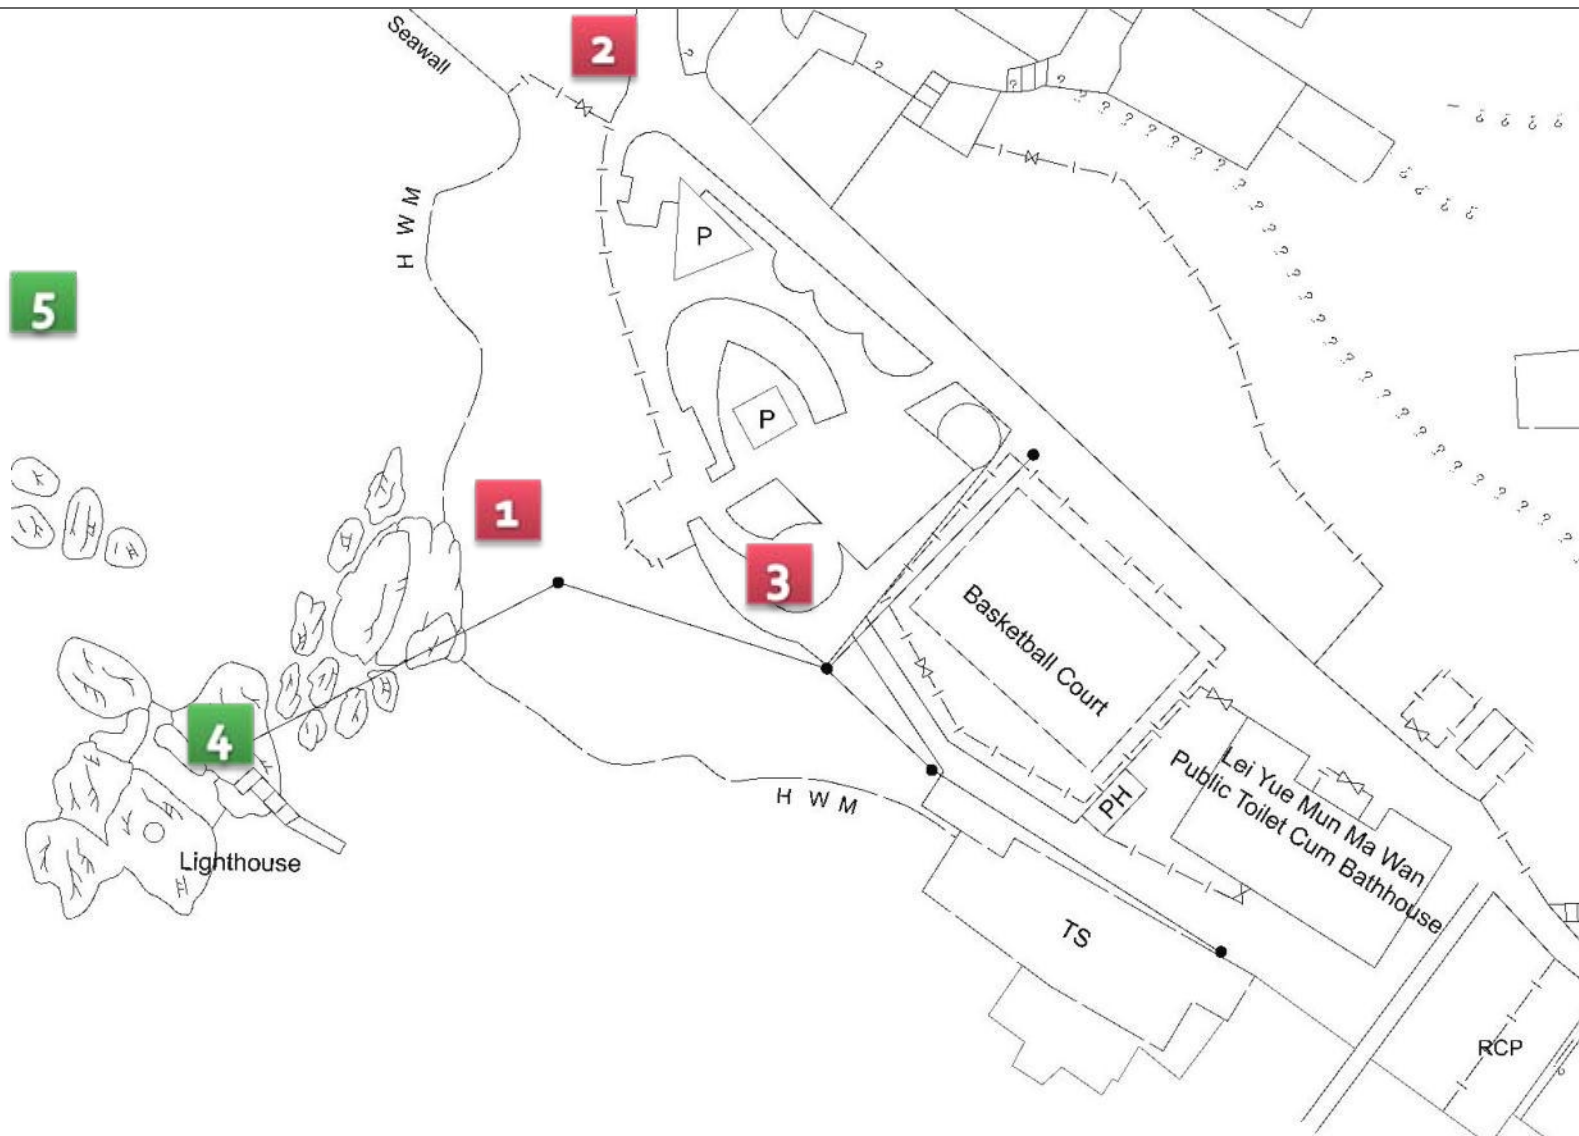 Seawall
2
H W M
P
5
P
1
3
Basketball Court
4
Lighthouse
H W M
PH
Lei Yue Mun Ma Wan
Public Toilet Cum Bathhouse
TS
RCP